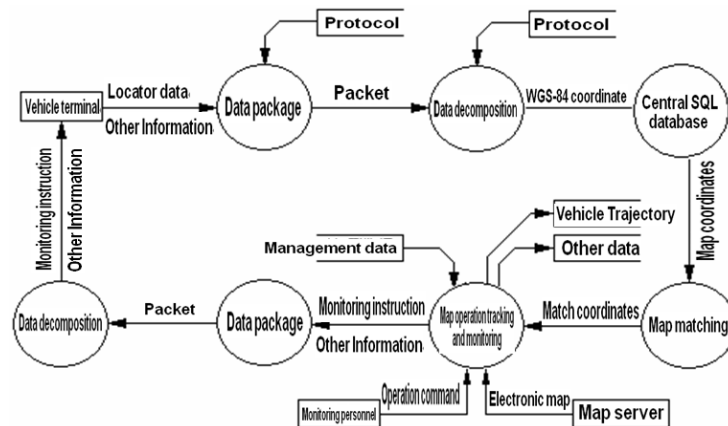 Protocol
Protocol
Locator data
Packet
WGS-84 coordinate
Vehicle terminal
Data package
Data decomposition
Central SQL
database
Other Information
Monitoring instruction
Other Information
Map coordinates
Vehicle Trajectory
Management data
Other data
Data decomposition
Packet
Data package
Monitoring instruction
Other Information
Map operation tracking
and monitoring
Match coordinates
Map matching
Operation command
Electronic map
Monitoring personnel
Map server